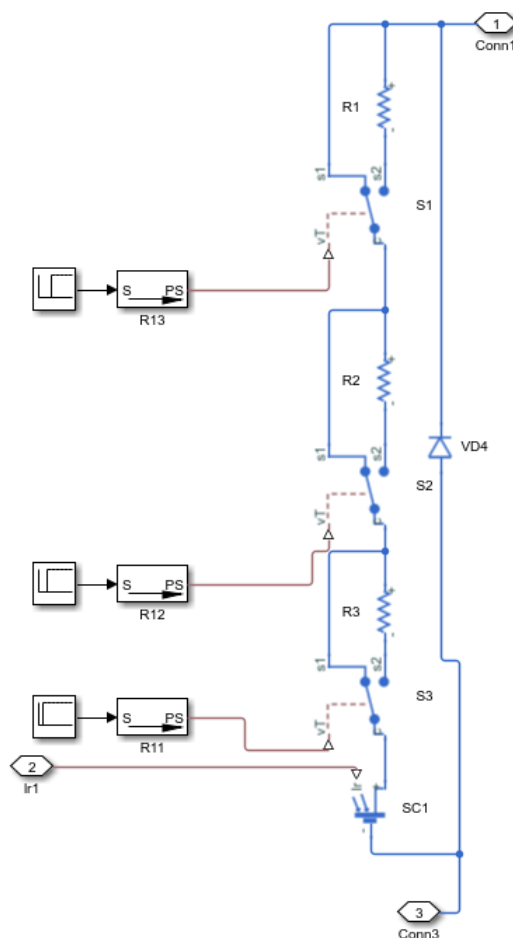 1
Conn1
+
R1
-
s1
s2
S1
vT
r
S
PS
R13
+
R2
-
VD4
s1
s2
S2
vT
r
S
PS
R12
+
R3
-
s1
s2
S3
vT
r
S
PS
R11
2
Ir1
Ir
+
SC1
-
3
Conn3